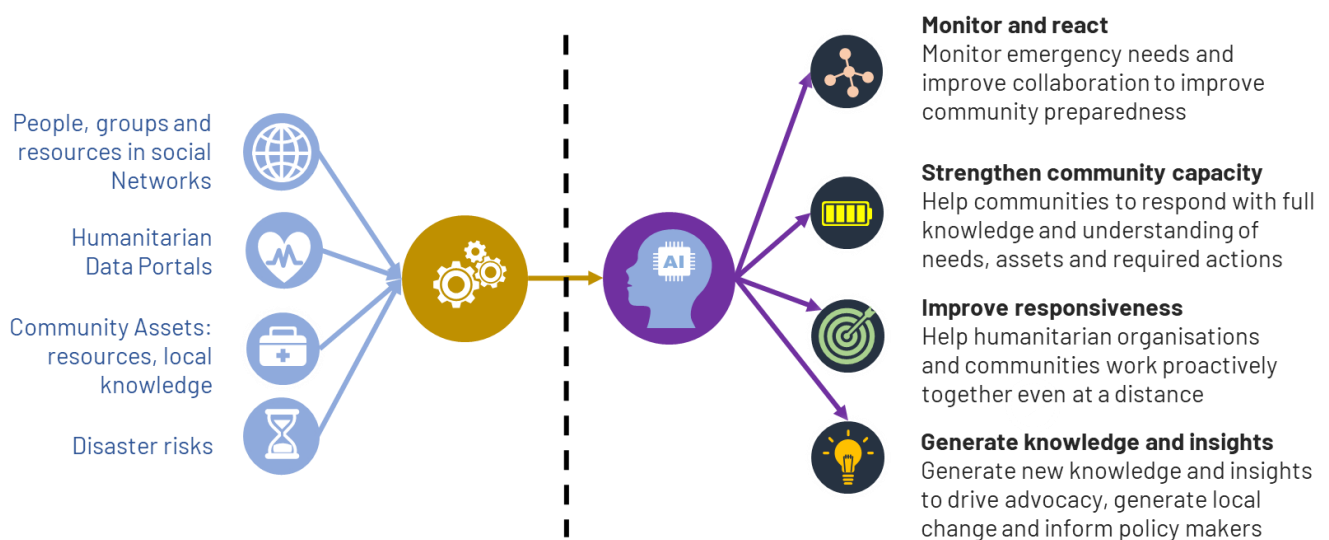 People, groups and
resources in social
Networks
Humanitarian
Data Portals
Community Assets:
resources, local
knowledge
Disaster risks
AI
Monitor and react
Monitor emergency needs and
improve collaboration to improve
community preparedness
Strengthen community capacity
Help communities to respond with full
knowledge and understanding of
needs, assets and required actions
Improve responsiveness
Help humanitarian organisations
and communities work proactively
together even at a distance
Generate knowledge and insights
Generate new knowledge and insights
to drive advocacy, generate local
change and inform policy makers